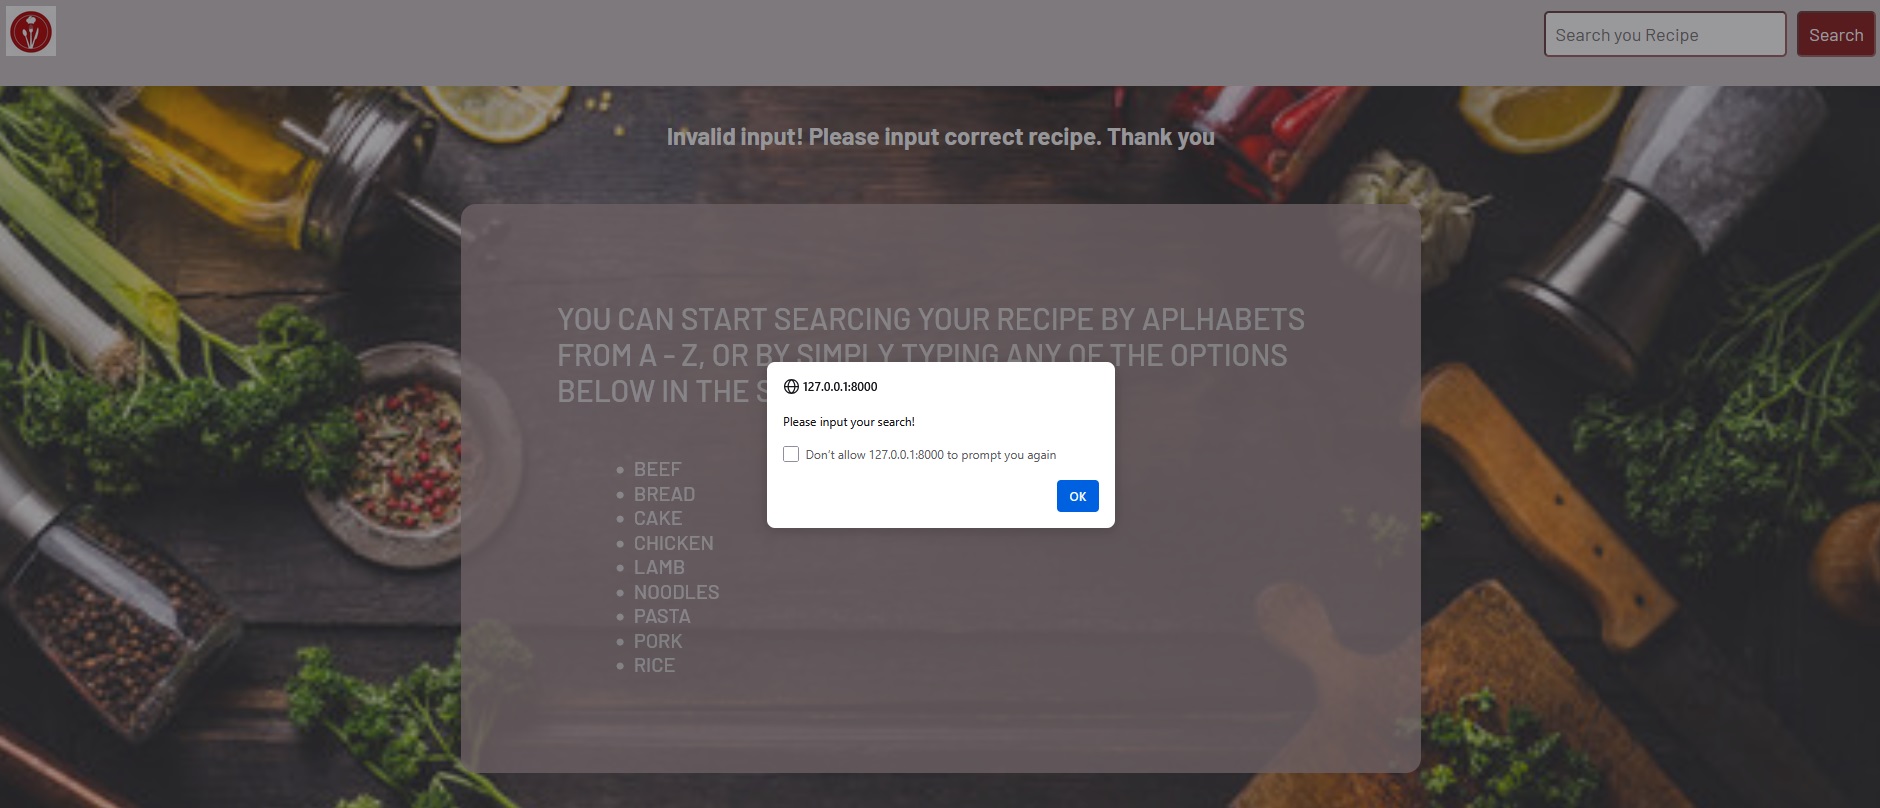 Search you Recipe
Search
Invalid input! Please input correct recipe. Thank you
YOU CAN START SEARCING YOUR RECIPE BY APLHABETS
FROM A - Z, OR BY SIMPLY TYPING ANY OF THE OPTIONS
BELOW IN THE
127.0.0.1:8000
Please input your search!
Don't allow 127.0.0.1:8000 to prompt you again
OK
BEEF
BREAD
CAKE
CHICKEN
LAMB
NOODLES
PASTA
PORK
RICE